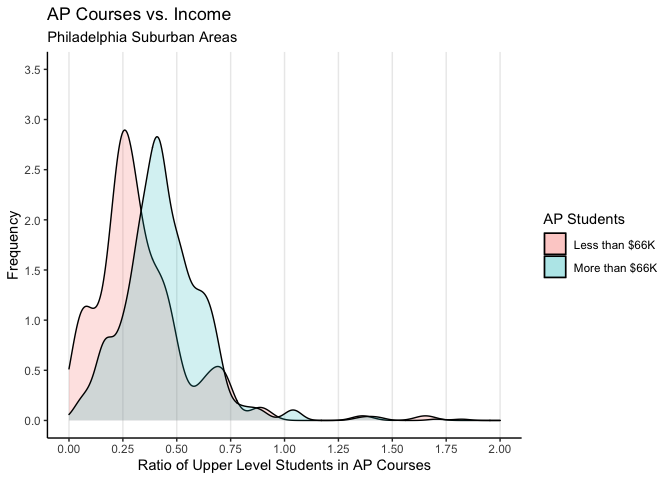 AP Courses vs. Income
Philadelphia Suburban Areas
3.5
3.0
2.5
2.0
1.5
1.0
0.5
0.0
Frequency
0.00 0.25 0.50 0.75 1.00 1.25 1.50 1.75 2.00
Ratio of Upper Level Students in AP Courses
AP Students
Less than $66K
More than $66K